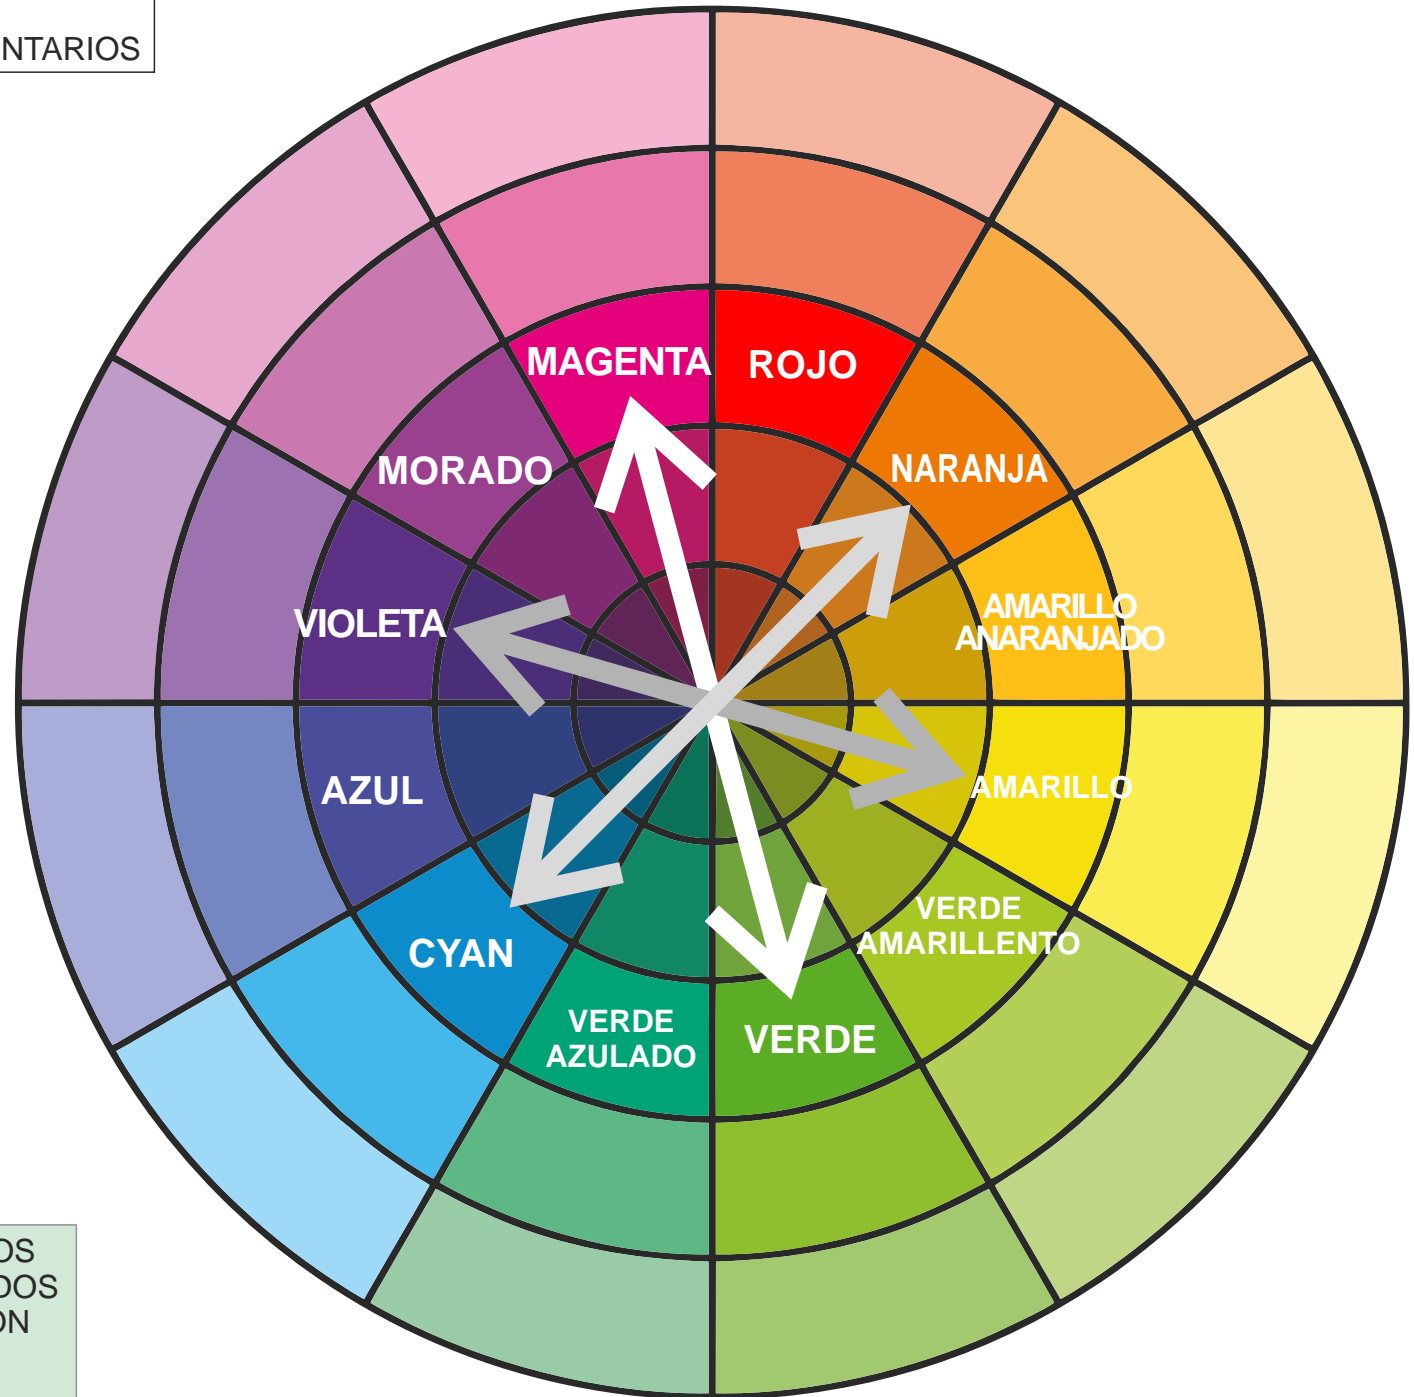 NTARIOS
MAGENTA
ROJO
MORADO
NARANJA
VIOLETA
AMARILLO
ANARANJADO
AZUL
AMARILLO
CYAN
VERDE
AMARILLENTO
VERDE
AZULADO
VERDE
OS
DOS
ON